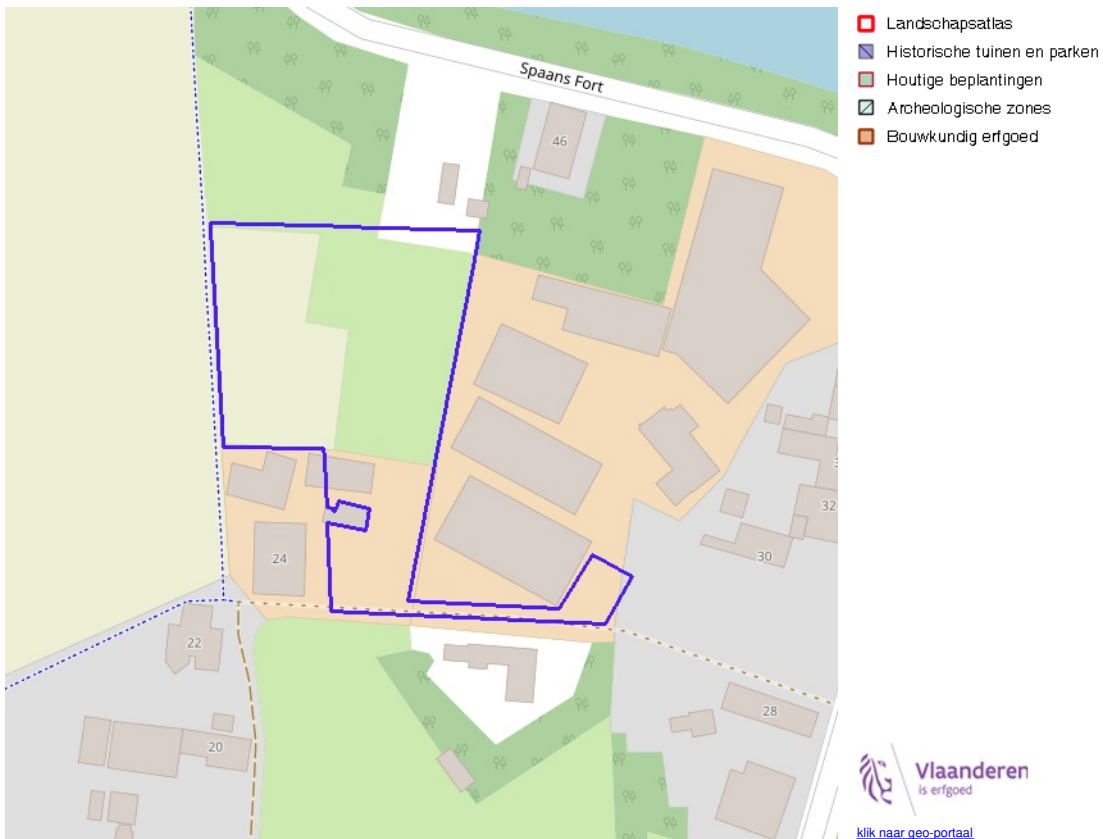 Spaans Fort
46
24
22
20
30
32
28
Landschapsatlas
Historische tuinen en parken
Houtige beplantingen
Archeologische zones
Bouwkundig erfgoed
Vlaanderen
is erfgoed
klik naar geo-portaal